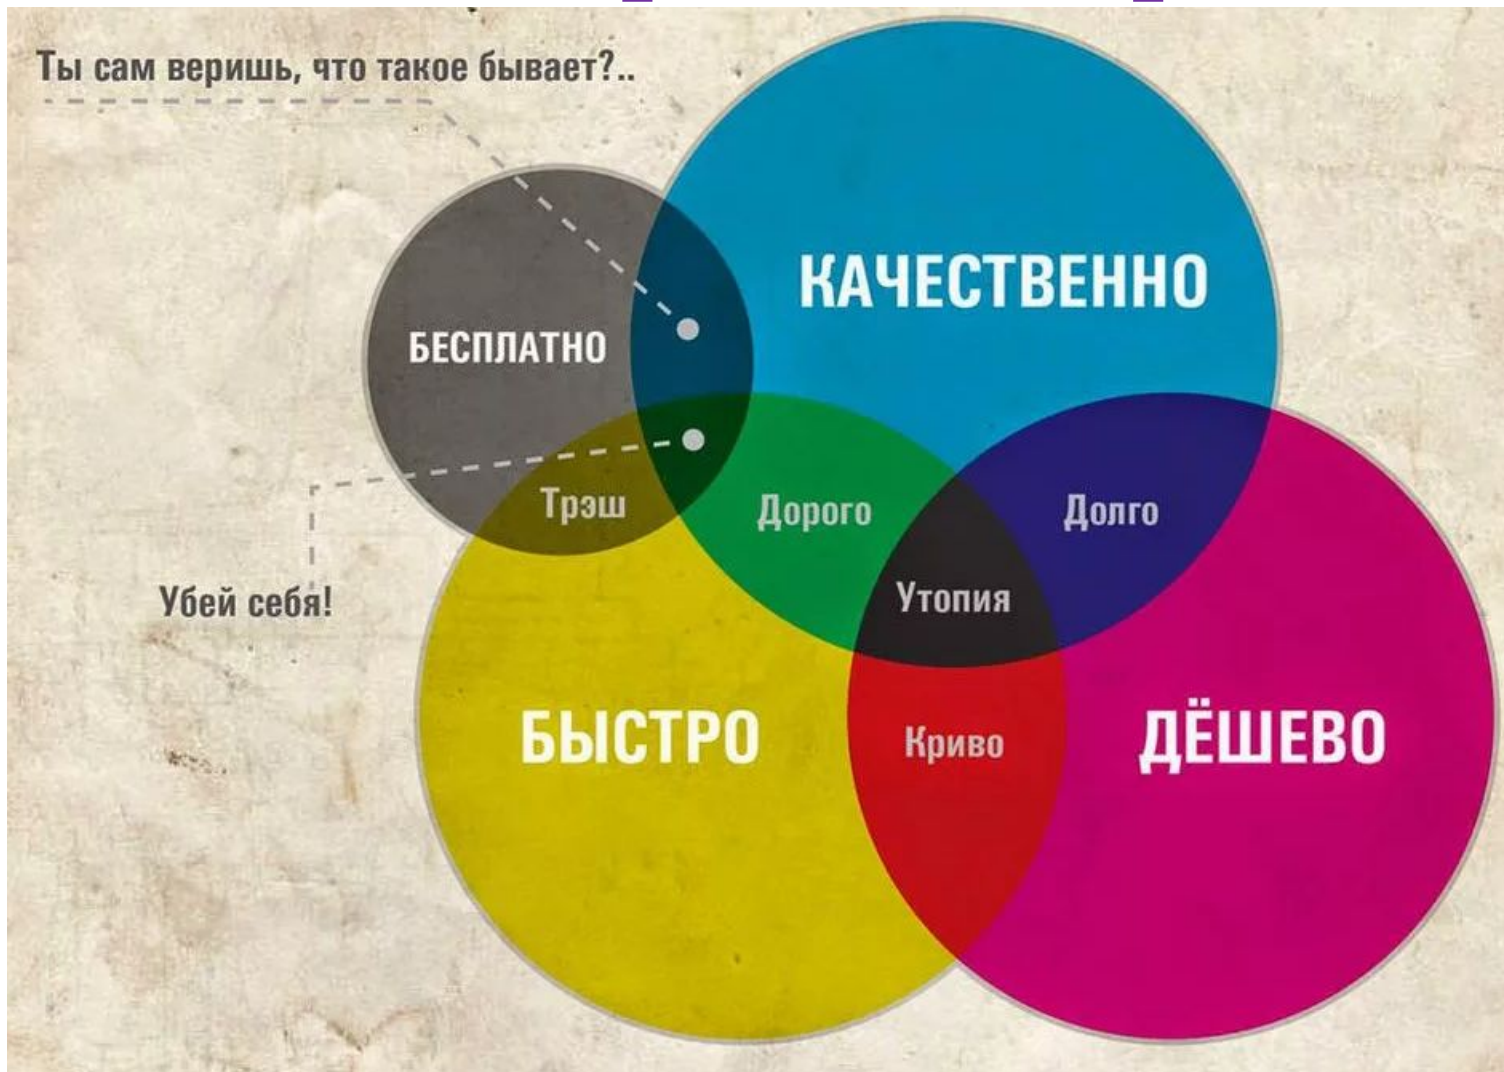 Ты сам веришь, что такое бывает?..
КАЧЕСТВЕННО
БЕСПЛАТНО
Трэш
Дорого
Долго
Утопия
Убей себя!
БЫСТРО
Криво
ДЁШЕВО